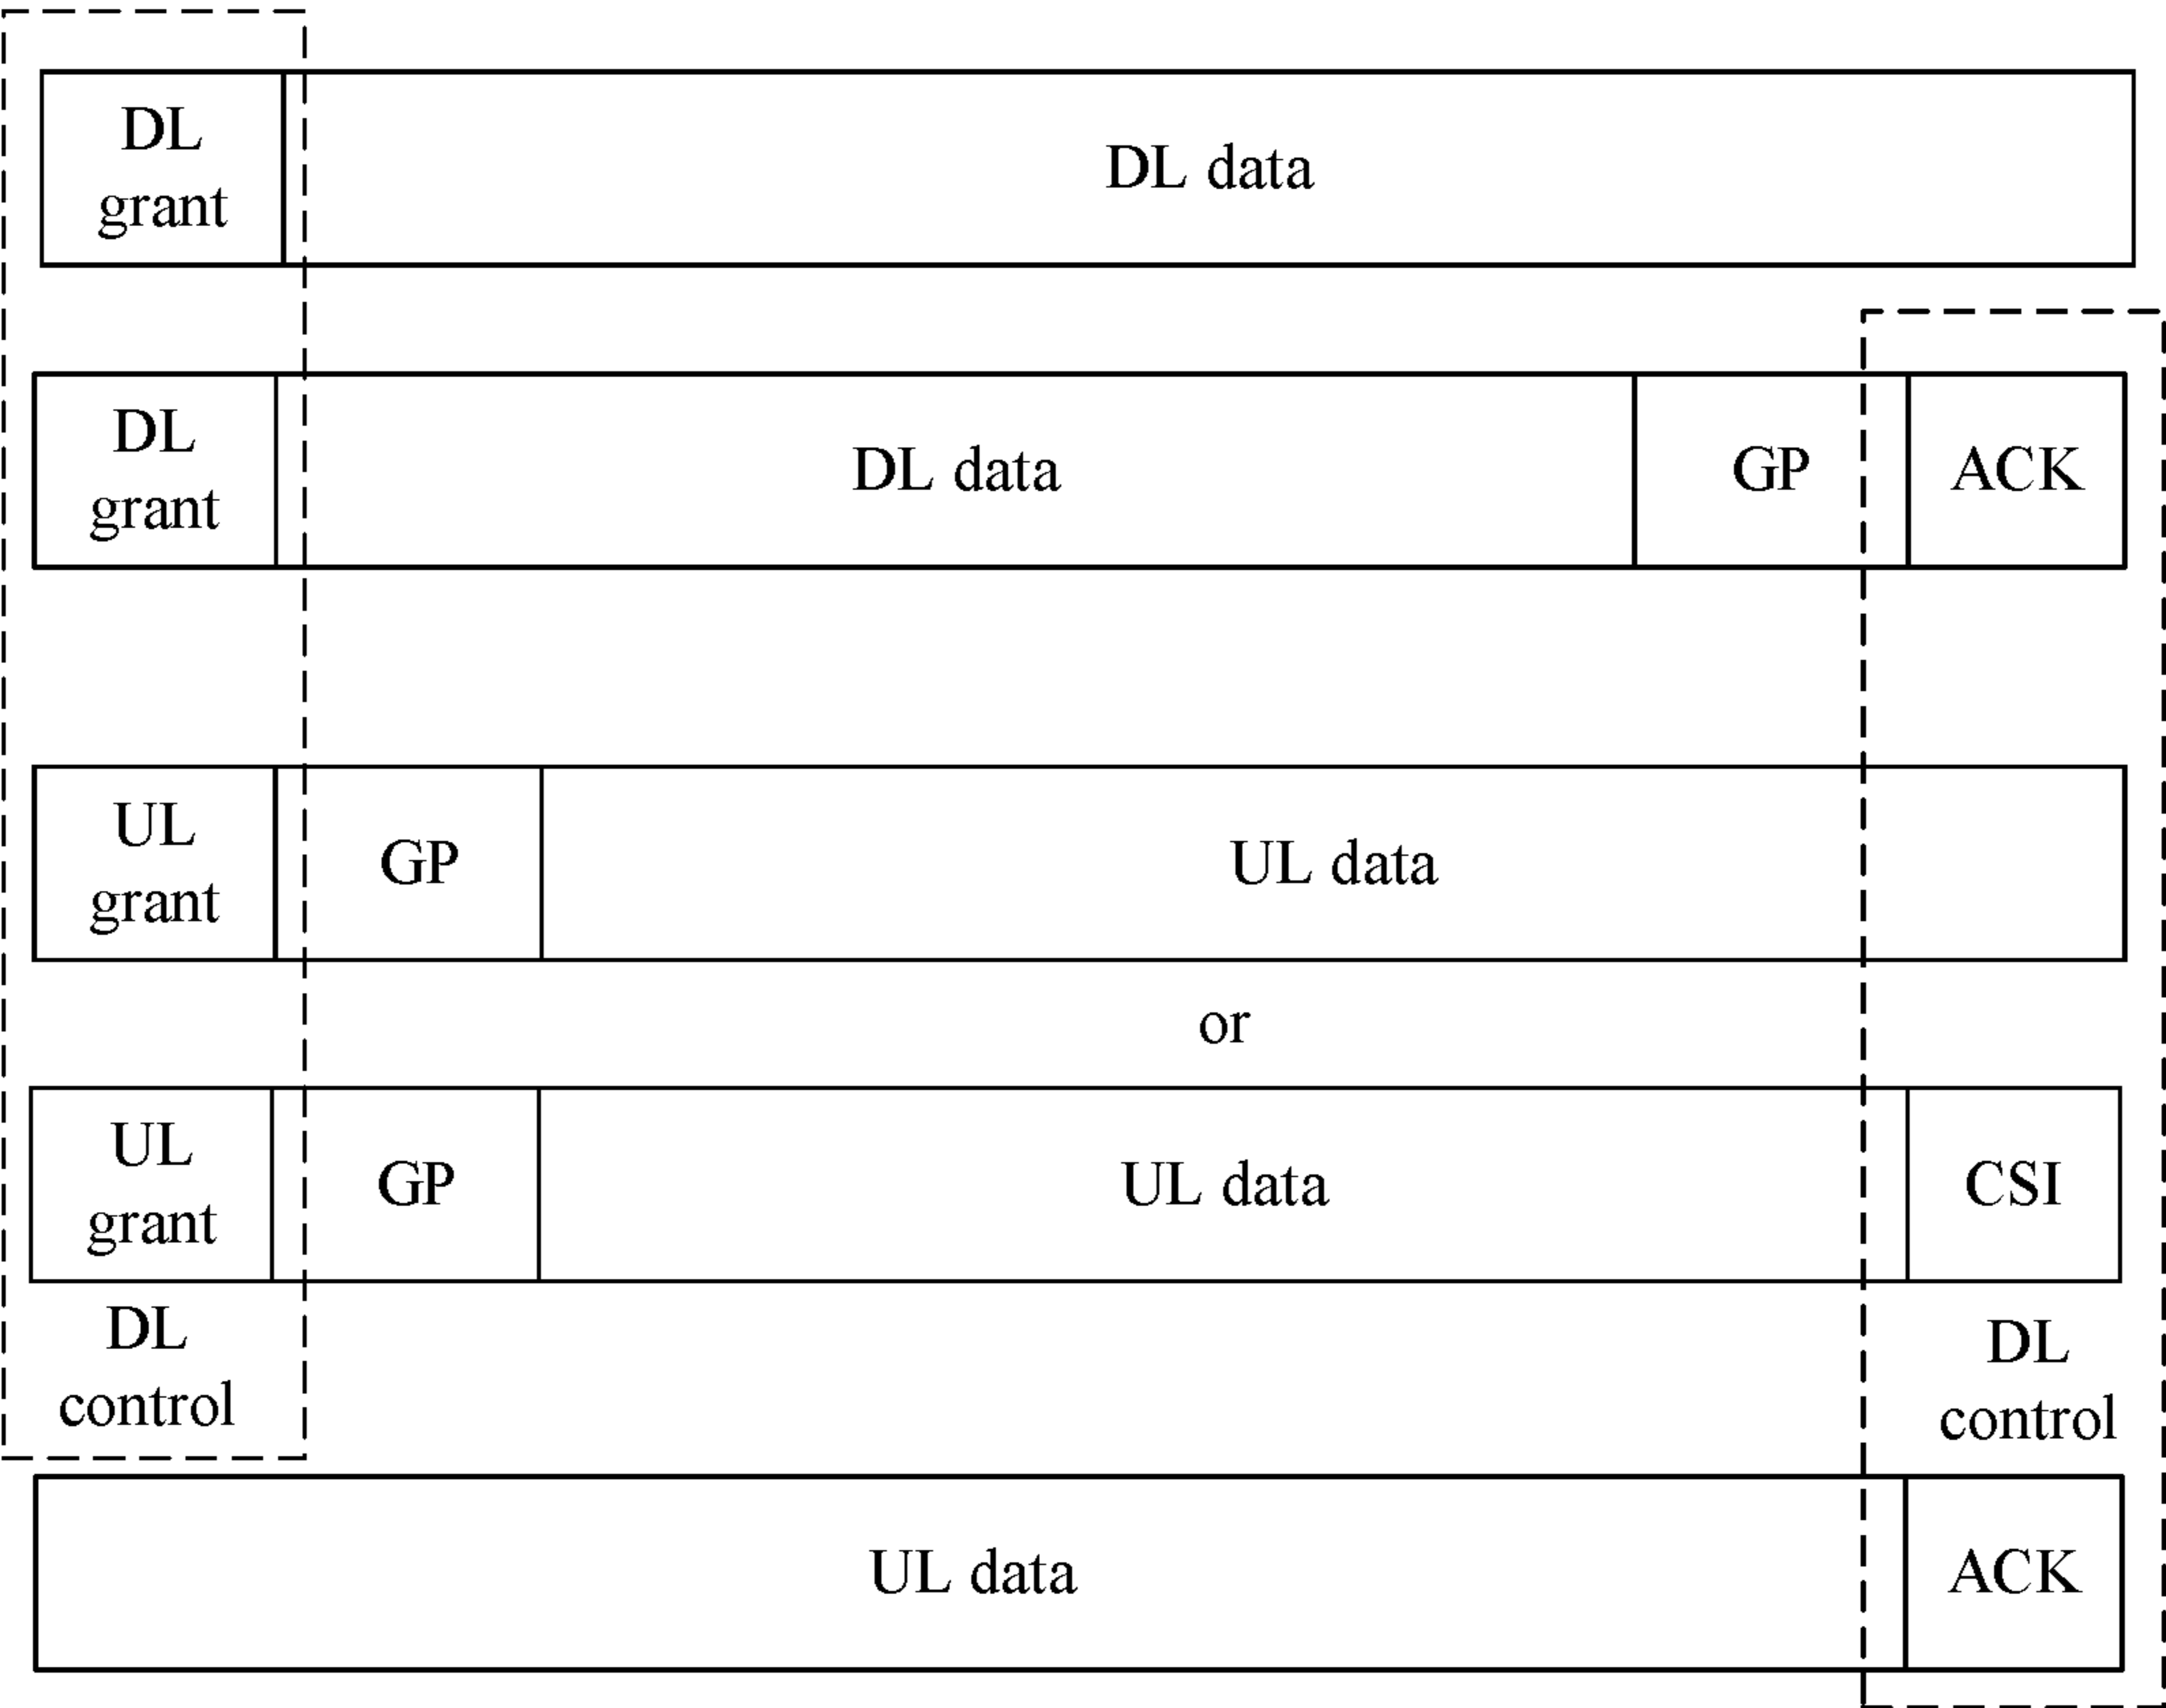 DL
grant
DL data
DL
grant
DL data
GP
ACK
UL
grant
GP
UL data
or
UL
grant
GP
UL data
CSI
DL
control
DL
control
UL data
ACK